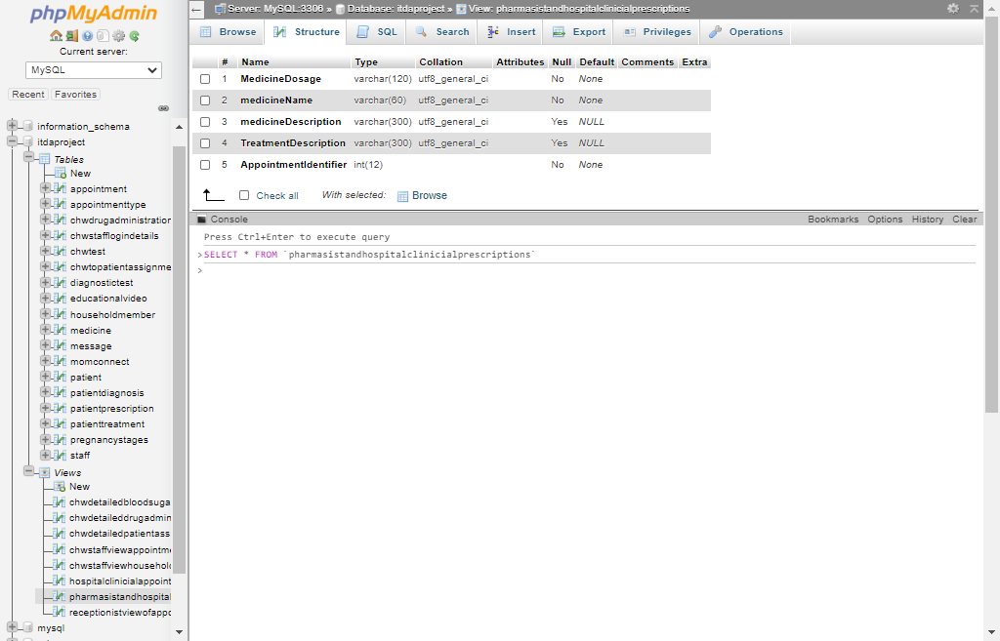 phpMyAdmin
Current server:
MySQL
Recent Favorites
information_schema
itdaproject
Tables
New
appointment
appointmenttype
chwdrugadministration
chwstafflogindetails
chwtest
chwtopatientassignme
diagnostictest
educationalvideo
householdmember
medicine
message
momconnect
patient
patientdiagnosis
patientprescription
patienttreatment
pregnancystages
staff
Views
New
chwdetailedbloodsuga
chwdetaileddrugadmin
chwdetailedpatientass
chwstaffviewappointme
chwstaffviewhousehold
hospitalclinicialappoint
pharmasistandhospital
receptionistviewofappo
mysql
Server: MySQL:3306 » Database: itdaproject » View: pharmasistandhospitalclinicialprescriptions
Browse Structure SQL Search Insert Export Privileges Operations
# Name Type Collation Attributes Null Default Comments Extra
1 MedicineDosage varchar(120) utf8_general_ci No None
2 medicineName varchar(60) utf8_general_ci No None
3 medicineDescription varchar(300) utf8_general_ci Yes NULL
4 TreatmentDescription varchar(300) utf8_general_ci Yes NULL
5 AppointmentIdentifier int(12) No None
Check all With selected: Browse
Console Bookmarks Options History Clear
Press Ctrl+Enter to execute query
>SELECT * FROM `pharmasistandhospitalclinicialprescriptions`
>